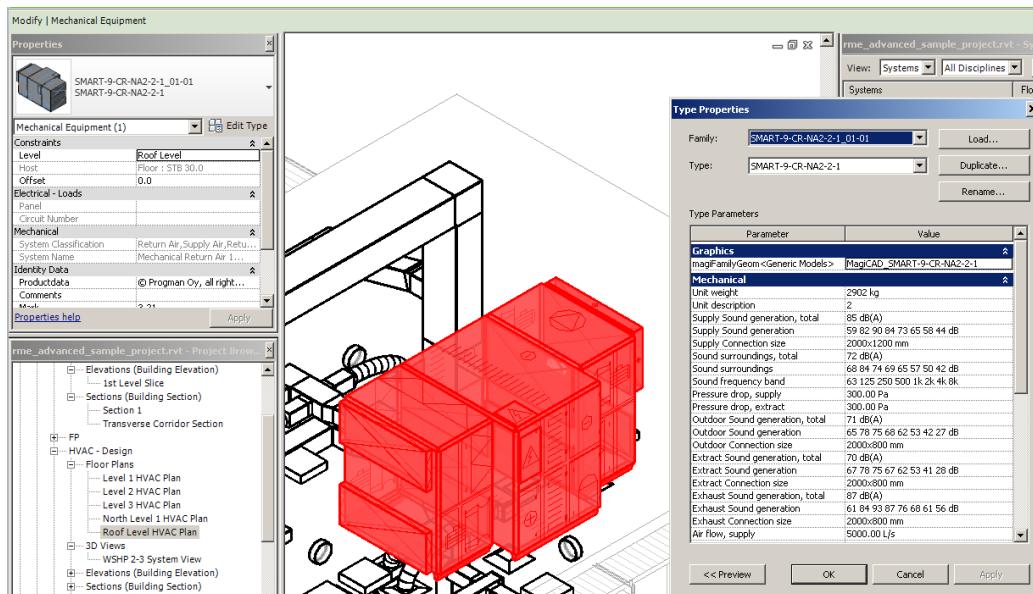 Modify | Mechanical Equipment
Properties
SMART-9-CR-NA2-2-1_01-01
SMART-9-CR-NA2-2-1
Mechanical Equipment (1)
Edit Type
Constraints
Level Roof Level
Host Floor : STB 30.0
Offset 0.0
Electrical - Loads
Panel
Circuit Number
Mechanical
System Classification Return Air,Supply Air,Retu...
System Name Mechanical Return Air 1...
Identity Data
Productdata © Progman Oy, all right...
Comments
Mark 3.21
Properties help
Apply
rme_advanced_sample_project.rvt - Project Brow...
Elevations (Building Elevation)
1st Level Slice
Sections (Building Section)
Section 1
Transverse Corridor Section
FP
HVAC - Design
Floor Plans
Level 1 HVAC Plan
Level 2 HVAC Plan
Level 3 HVAC Plan
North Level 1 HVAC Plan
Roof Level HVAC Plan
3D Views
WSHP 2-3 System View
Elevations (Building Elevation)
Sections (Building Section)
rme_advanced_sample_project.rvt - Sy
View: Systems All Disciplines
Systems Flo
Type Properties
Family: SMART-9-CR-NA2-2-1_01-01 Load...
Type: SMART-9-CR-NA2-2-1 Duplicate...
Rename...
Type Parameters
Parameter Value
Graphics
magiFamilyGeom<Generic Models> MagiCAD_SMART-9-CR-NA2-2-1
Mechanical
Unit weight 2902 kg
Unit description 2
Supply Sound generation, total 85 dB(A)
Supply Sound generation 59 82 90 84 73 65 58 44 dB
Supply Connection size 2000x1200 mm
Sound surroundings, total 72 dB(A)
Sound surroundings 68 84 74 69 65 57 50 42 dB
Sound frequency band 63 125 250 500 1k 2k 4k 8k
Pressure drop, supply 300.00 Pa
Pressure drop, extract 300.00 Pa
Outdoor Sound generation, total 71 dB(A)
Outdoor Sound generation 65 78 75 68 62 53 42 27 dB
Outdoor Connection size 2000x800 mm
Extract Sound generation, total 70 dB(A)
Extract Sound generation 67 78 75 67 62 53 41 28 dB
Extract Connection size 2000x800 mm
Exhaust Sound generation, total 87 dB(A)
Exhaust Sound generation 61 84 93 87 76 68 61 56 dB
Exhaust Connection size 2000x800 mm
Air flow, supply 5000.00 L/s
<< Preview OK Cancel Apply